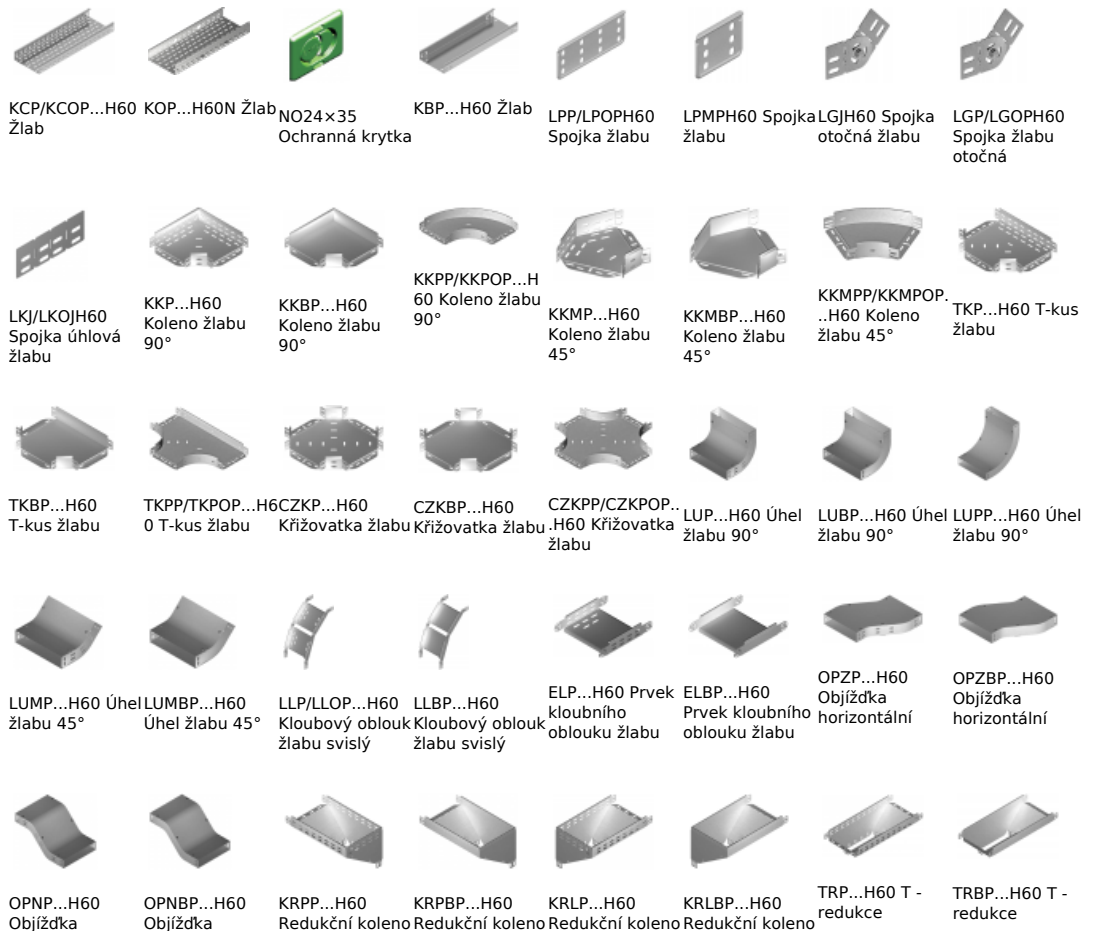 KCP/KCOP...H60
Žlab
KOP...H60N Žlab
NO24×35
Ochranná krytka
KBP...H60 Žlab
LPP/LPOPH60
Spojka žlabu
LPMPH60 Spojka
žlabu
LGJH60 Spojka
otočná žlabu
LGP/LGOPH60
Spojka žlabu
otočná
LKJ/LKOJH60
Spojka úhlová
žlabu
KKP...H60
Koleno žlabu
90°
KKBP...H60
Koleno žlabu
90°
KKPP/KKPOP...H
60 Koleno žlabu
90°
KKMP...H60
Koleno žlabu
45°
KKMBP...H60
Koleno žlabu
45°
KKMPP/KKMPOP.
..H60 Koleno
žlabu 45°
TKP...H60 T-kus
žlabu
TKBP...H60
T-kus žlabu
TKPP/TKPOP...H6
0 T-kus žlabu
CZKP...H60
Křižovatka žlabu
CZKBP...H60
Křižovatka žlabu
CZKPP/CZKPOP..
.H60 Křižovatka
žlabu
LUP...H60 Úhel
žlabu 90°
LUBP...H60 Úhel
žlabu 90°
LUPP...H60 Úhel
žlabu 90°
LUMP...H60 Úhel
žlabu 45°
LUMBP...H60
Úhel žlabu 45°
LLP/LLOP...H60
Kloubový oblouk
žlabu svislý
LLBP...H60
Kloubový oblouk
žlabu svislý
ELP...H60 Prvek
kloubního
oblouku žlabu
ELBP...H60
Prvek kloubního
oblouku žlabu
OPZP...H60
Objížďka
horizontální
OPZBP...H60
Objížďka
horizontální
OPNP...H60
Objížďka
OPNBP...H60
Objížďka
KRPP...H60
Redukční koleno
KRPBP...H60
Redukční koleno
KRLP...H60
Redukční koleno
KRLBP...H60
Redukční koleno
TRP...H60 T -
redukce
TRBP...H60 T -
redukce